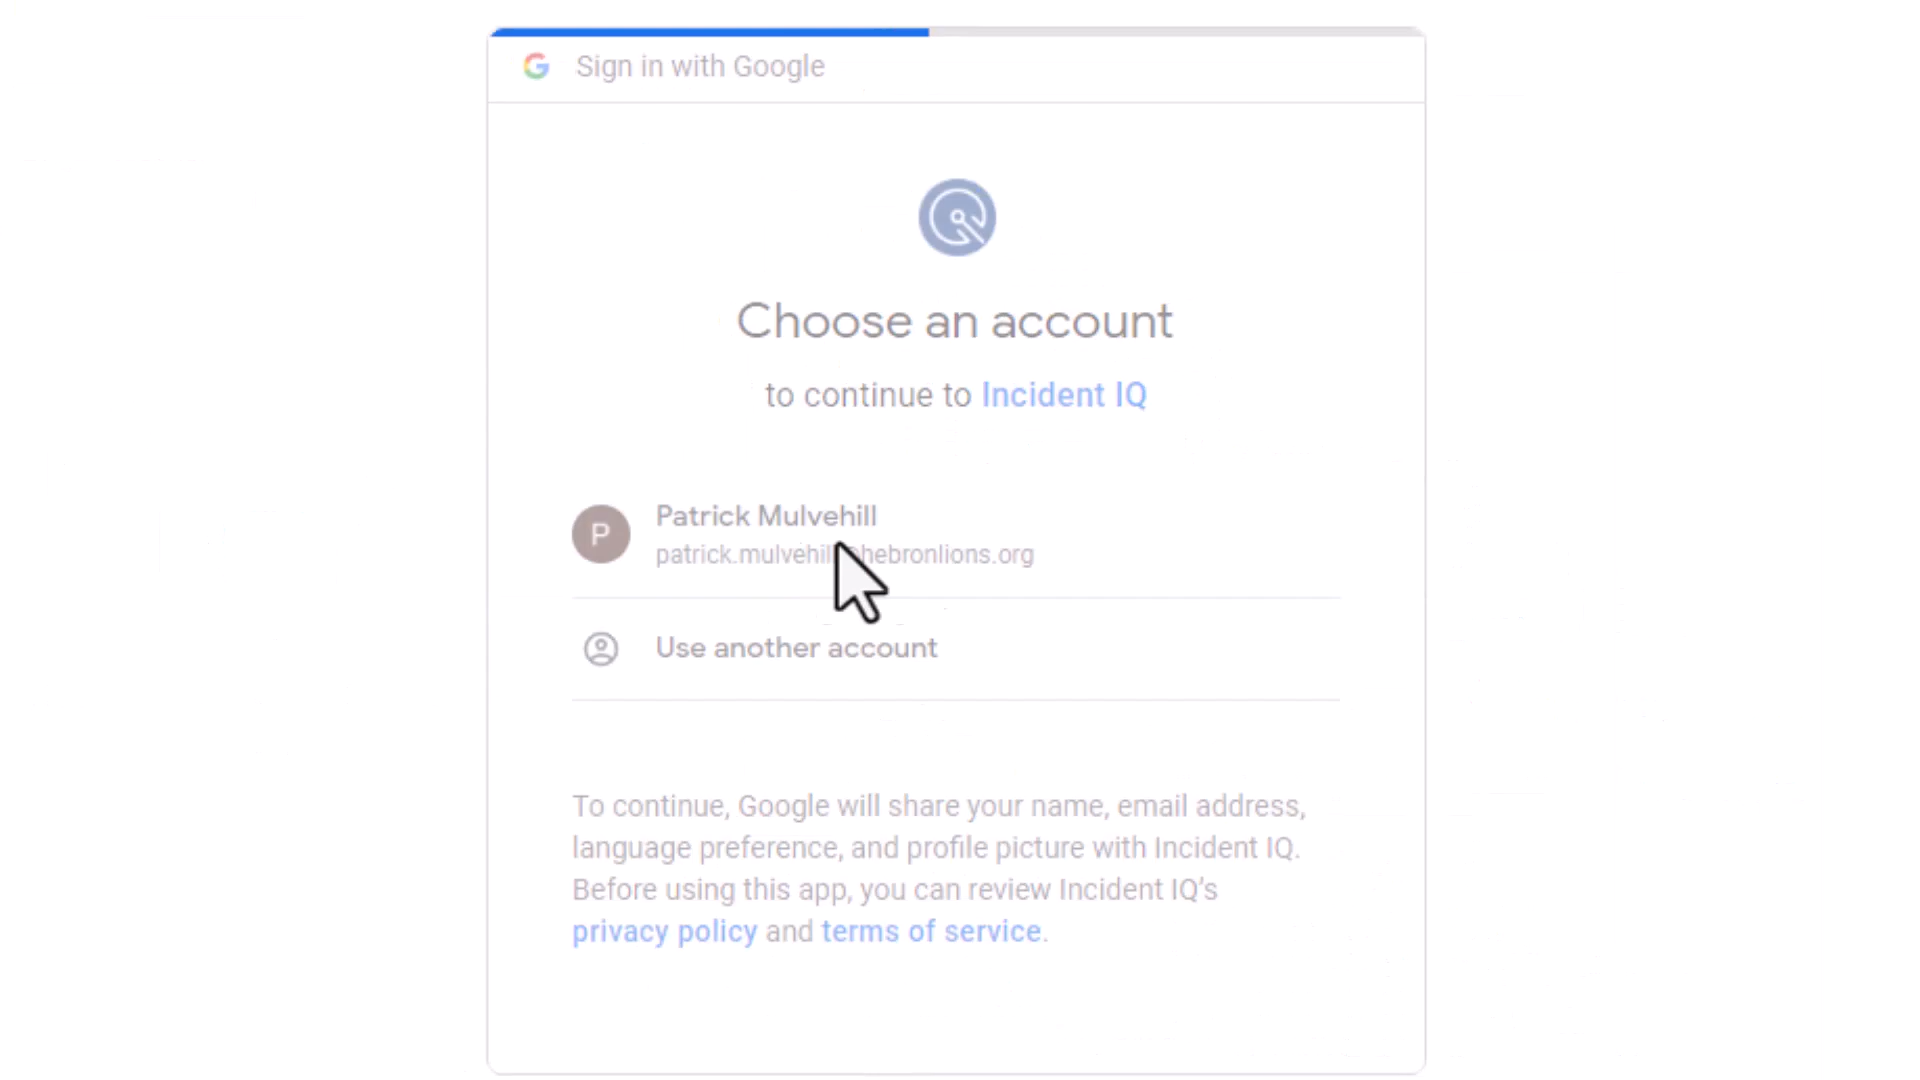 Sign in with Google
Choose an account
to continue to Incident IQ
P
Patrick Mulvehill
patrick.mulvehill@hebronlions.org
Use another account
To continue, Google will share your name, email address,
language preference, and profile picture with Incident IQ.
Before using this app, you can review Incident IQ’s
privacy policy and terms of service.